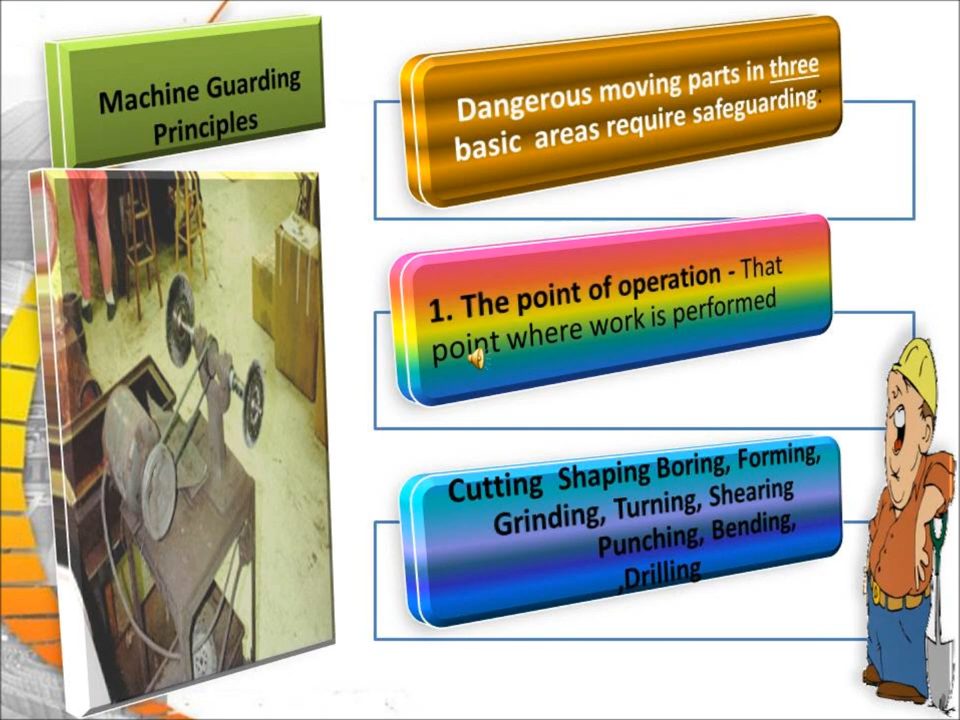 Machine Guarding
Principles
Dangerous moving parts in three
basic areas require safeguarding:
1. The point of operation - That
point where work is performed
Cutting Shaping Boring, Forming,
Grinding, Turning, Shearing
Punching, Bending,
,Drilling